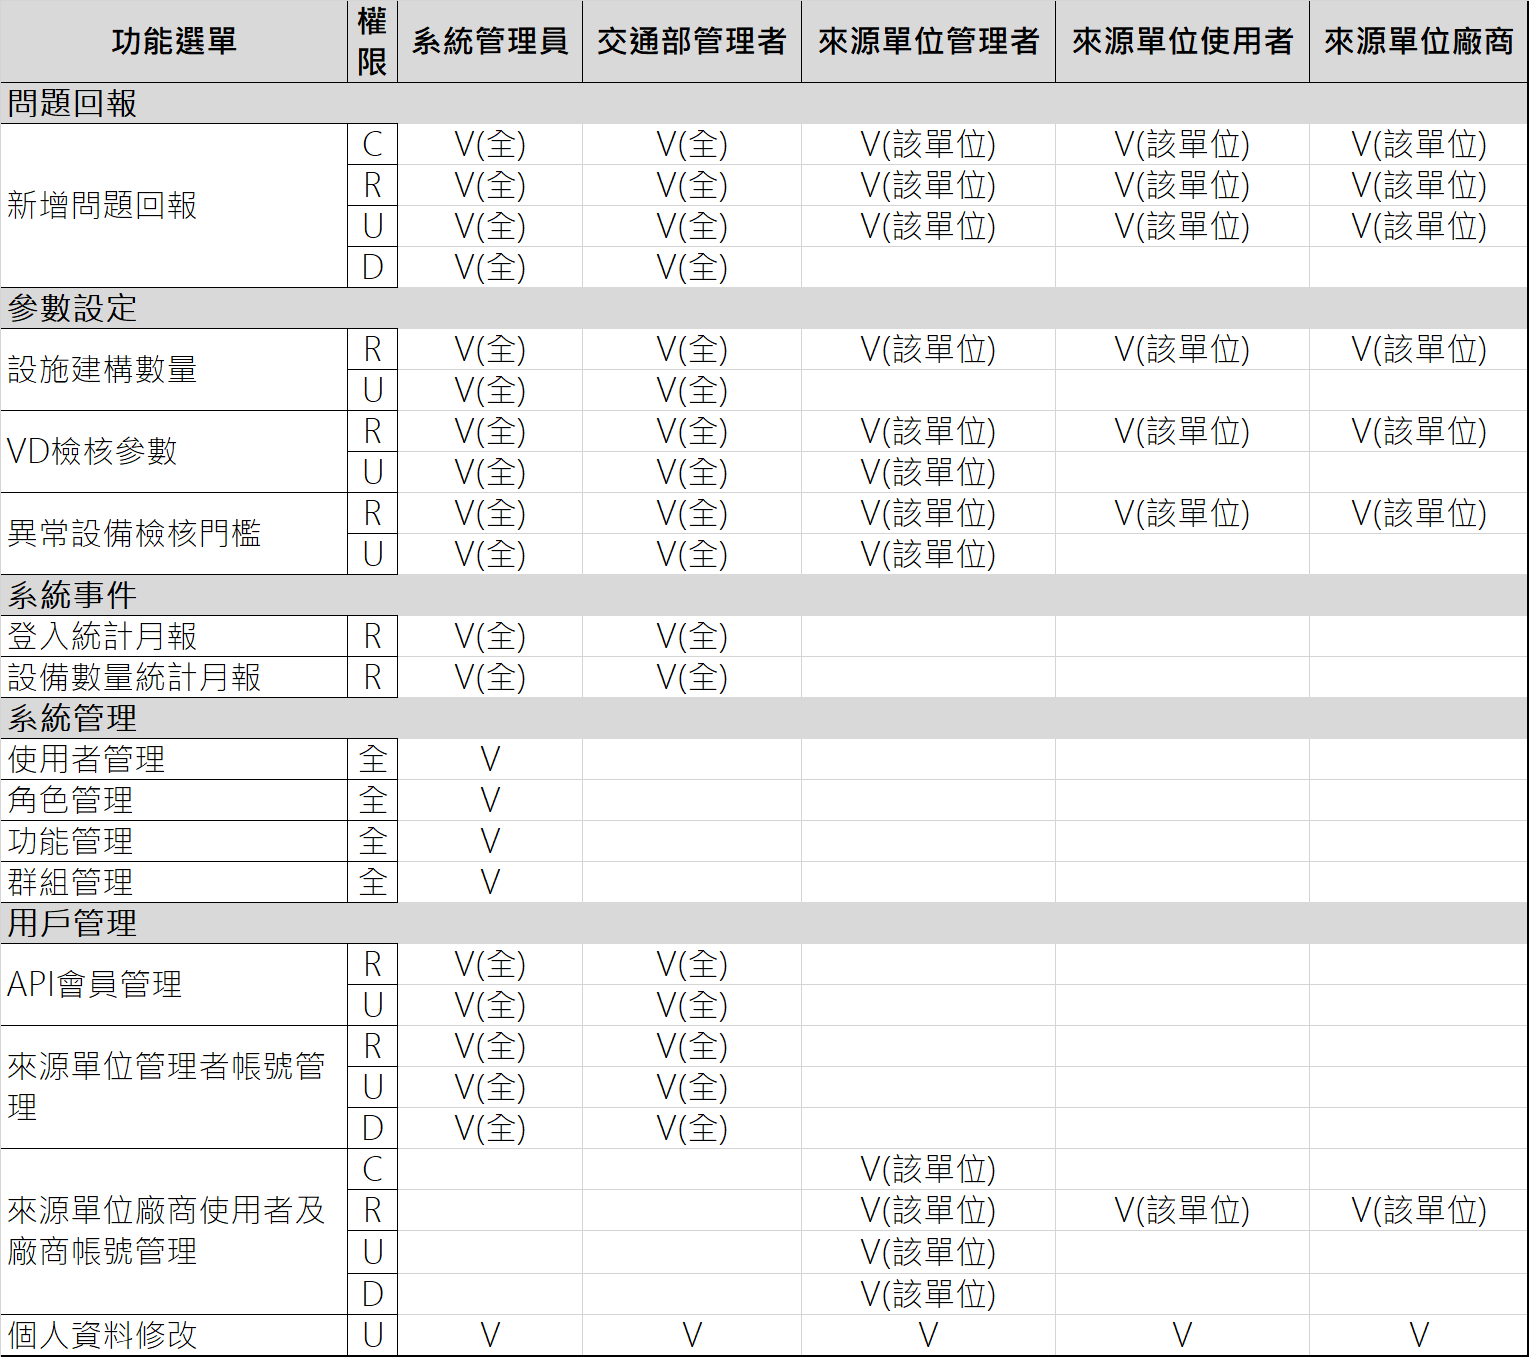 功能選單 權限 系統管理員 交通部管理者 來源單位管理者 來源單位使用者 來源單位廠商
問題回報
新增問題回報 C V(全) V(全) V(該單位) V(該單位) V(該單位)
R V(全) V(全) V(該單位) V(該單位) V(該單位)
U V(全) V(全) V(該單位) V(該單位) V(該單位)
D V(全) V(全)
參數設定
設施建構數量 R V(全) V(全) V(該單位) V(該單位) V(該單位)
U V(全) V(全)
VD檢核參數 R V(全) V(全) V(該單位) V(該單位) V(該單位)
U V(全) V(全) V(該單位)
異常設備檢核門檻 R V(全) V(全) V(該單位) V(該單位) V(該單位)
U V(全) V(全) V(該單位)
系統事件
登入統計月報 R V(全) V(全)
設備數量統計月報 R V(全) V(全)
系統管理
使用者管理 全 V
角色管理 全 V
功能管理 全 V
群組管理 全 V
用戶管理
API會員管理 R V(全) V(全)
U V(全) V(全)
來源單位管理者帳號管理 R V(全) V(全)
U V(全) V(全)
D V(全) V(全)
來源單位廠商使用者及廠商帳號管理 C V(該單位)
R V(該單位) V(該單位) V(該單位)
U V(該單位)
D V(該單位)
個人資料修改 U V V V V V